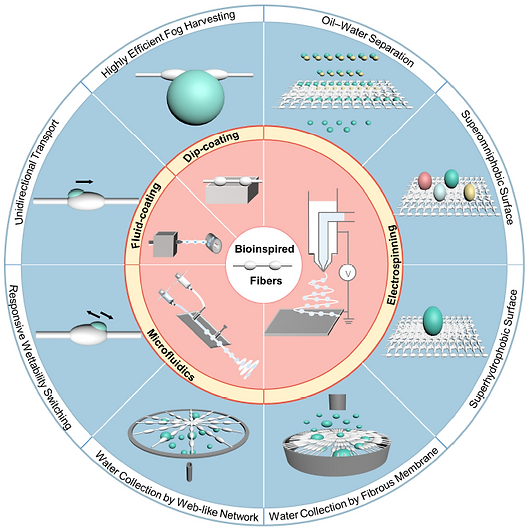 Highly Efficient Fog Harvesting
Oil–Water Separation
Unidirectional Transport
Superomniphobic Surface
Dip-coating
Fluid-coating
Electrospinning
Bioinspired
Fibers
V
Microfluidics
Responsive Wettability Switching
Superhydrophobic Surface
Water Collection by Web-like Network
Water Collection by Fibrous Membrane